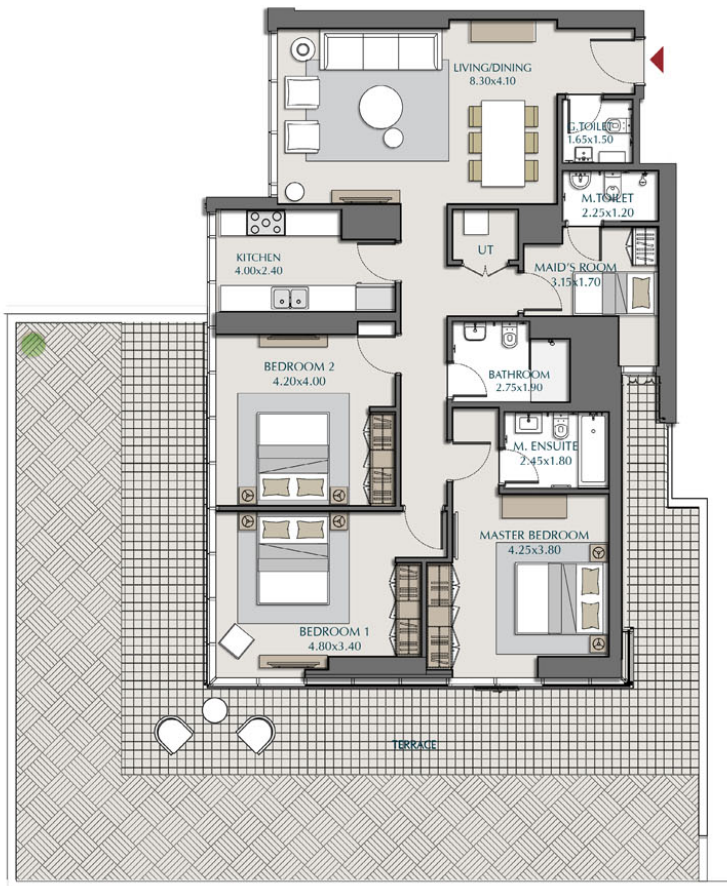 LIVING/DINING
8.30x4.10
G.TOILET
1.65x1.50
M.TOILET
2.25x1.20
KITCHEN
4.00x2.40
UT
MAID'S ROOM
3.15x1.70
BEDROOM 2
4.20x4.00
BATHROOM
2.75x1.90
M. ENSUITE
2.45x1.80
MASTER BEDROOM
4.25x3.80
BEDROOM 1
4.80x3.40
TERRACE